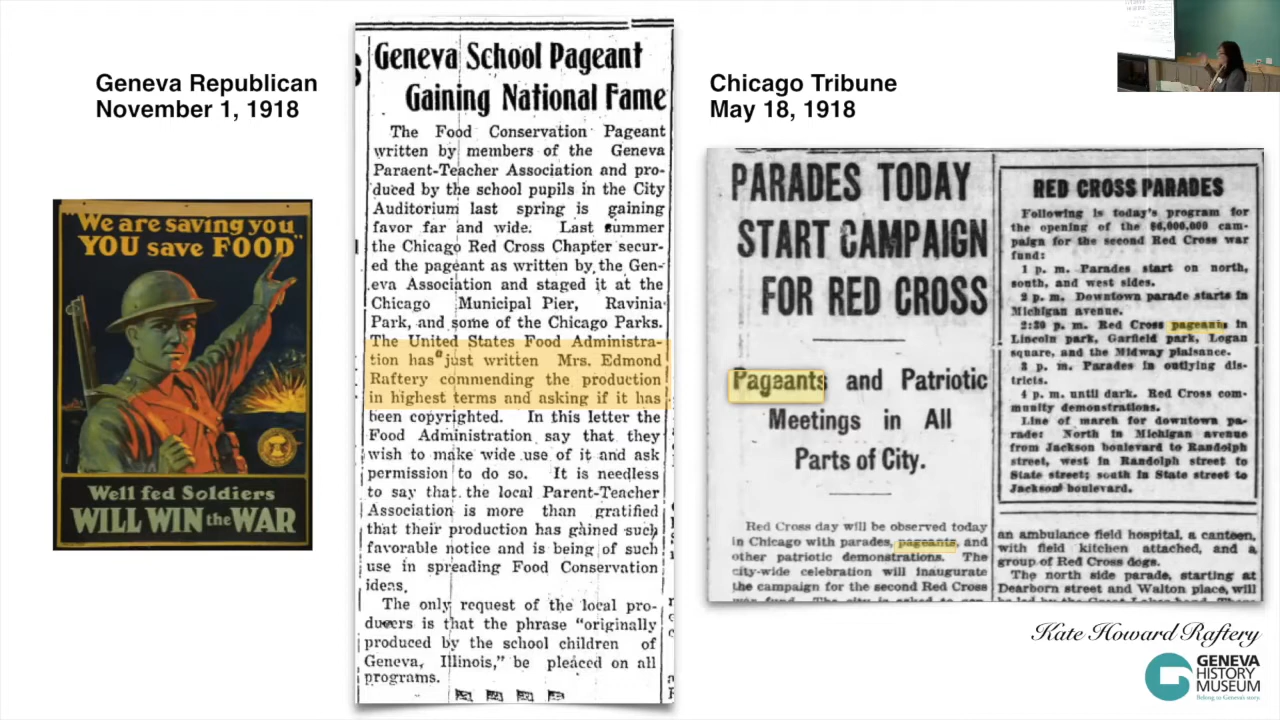 Geneva Republican
November 1, 1918
"We are saving you
YOU save FOOD"
Well fed Soldiers
WILL WIN the WAR
Geneva School Pageant
Gaining National Fame
The Food Conservation Pageant
written by members of the Geneva
Paraent-Teacher Association and pro-
duced by the school pupils in the City
Auditorium last spring is gaining
favor far and wide. Last summer
the Chicago Red Cross Chapter secur-
ed the pageant as written by the Gen-
eva Association and staged it at the
Chicago Municipal Pier, Ravinia
Park, and some of the Chicago Parks.
The United States Food Administra-
tion has just written Mrs. Edmond
Raftery commending the production
in highest terms and asking if it has
been copyrighted. In this letter the
Food Administration say that they
wish to make wide use of it and ask
permission to do so. It is needless
to say that the local Parent-Teacher
Association is more than gratified
that their production has gained such
favorable notice and is being of such
use in spreading Food Conservation
ideas.
The only request of the local pro-
ducers is that the phrase "originally
produced by the school children of
Geneva, Illinois," be pleaced on all
programs.
Chicago Tribune
May 18, 1918
PARADES TODAY
START CAMPAIGN
FOR RED CROSS
Pageants and Patriotic
Meetings in All
Parts of City.
Red Cross day will be observed today
in Chicago with parades, pageants, and
other patriotic demonstrations. The
city-wide celebration will inaugurate
the campaign for the second Red Cross
RED CROSS PARADES
Following is today's program for
the opening of the $6,000,000 cam-
paign for the second Red Cross war
fund:
1 p. m. Parades start on north,
south, and west sides.
2 p. m. Downtown parade starts in
Michigan avenue.
2:30 p. m. Red Cross pageants in
Lincoln park, Garfield park, Logan
square, and the Midway plaisance.
3 p. m. Parades in outlying dis-
tricts.
4 p. m. until dark. Red Cross com-
munity demonstrations.
Line of march for downtown pa-
rade: North in Michigan avenue
from Jackson boulevard to Randolph
street, west in Randolph street to
State street; south in State street to
Jackson boulevard.
an ambulance field hospital, a canteen,
with field kitchen attached, and a
group of Red Cross dogs.
The north side parade, starting at
Dearborn street and Walton place, will
Kate Howard Raftery
GENEVA
HISTORY
MUSEUM
Belong to Geneva's story.